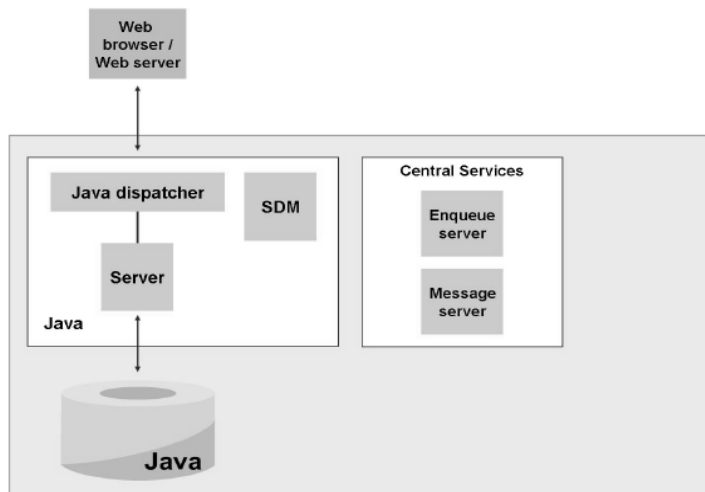 Web
browser /
Web server
Java dispatcher
SDM
Server
Java
Central Services
Enqueue
server
Message
server
Java